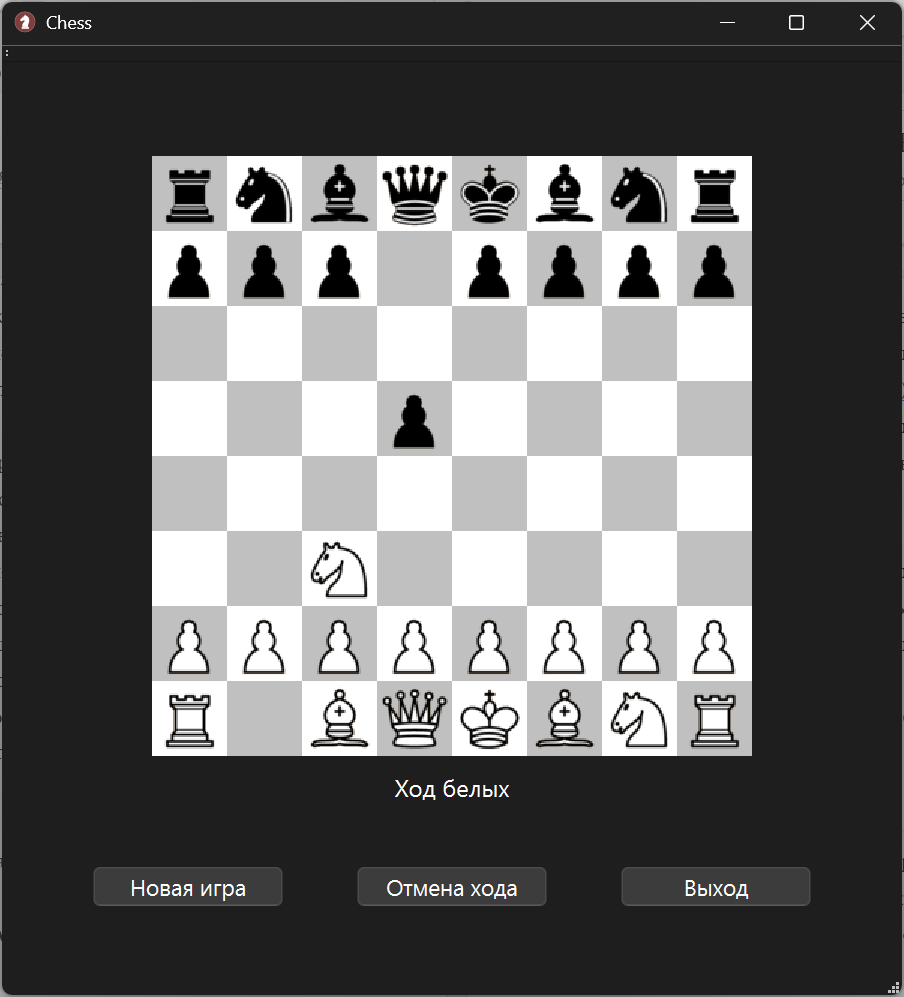 Chess
Ход белых
Новая игра
Отмена хода
Выход